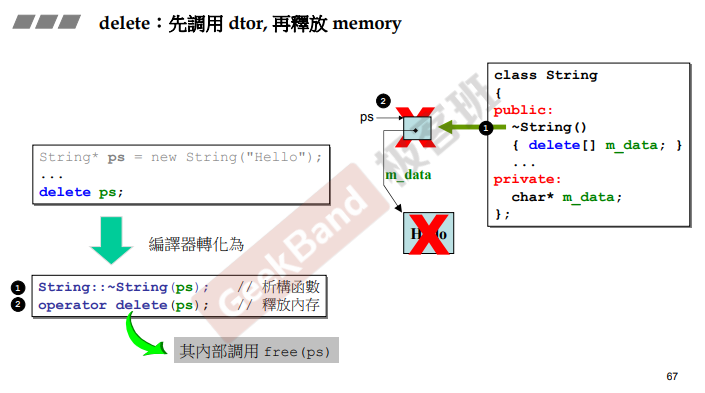 delete：先調用 dtor, 再釋放 memory
String* ps = new String("Hello");
...
delete ps;
編譯器轉化為
1 String::~String(ps); // 析構函數
2 operator delete(ps); // 釋放內存
其內部調用 free(ps)
2
ps
m_data
1
class String
{
public:
~String()
{ delete[] m_data; }
...
private:
char* m_data;
};
GeekBand 极客班
67